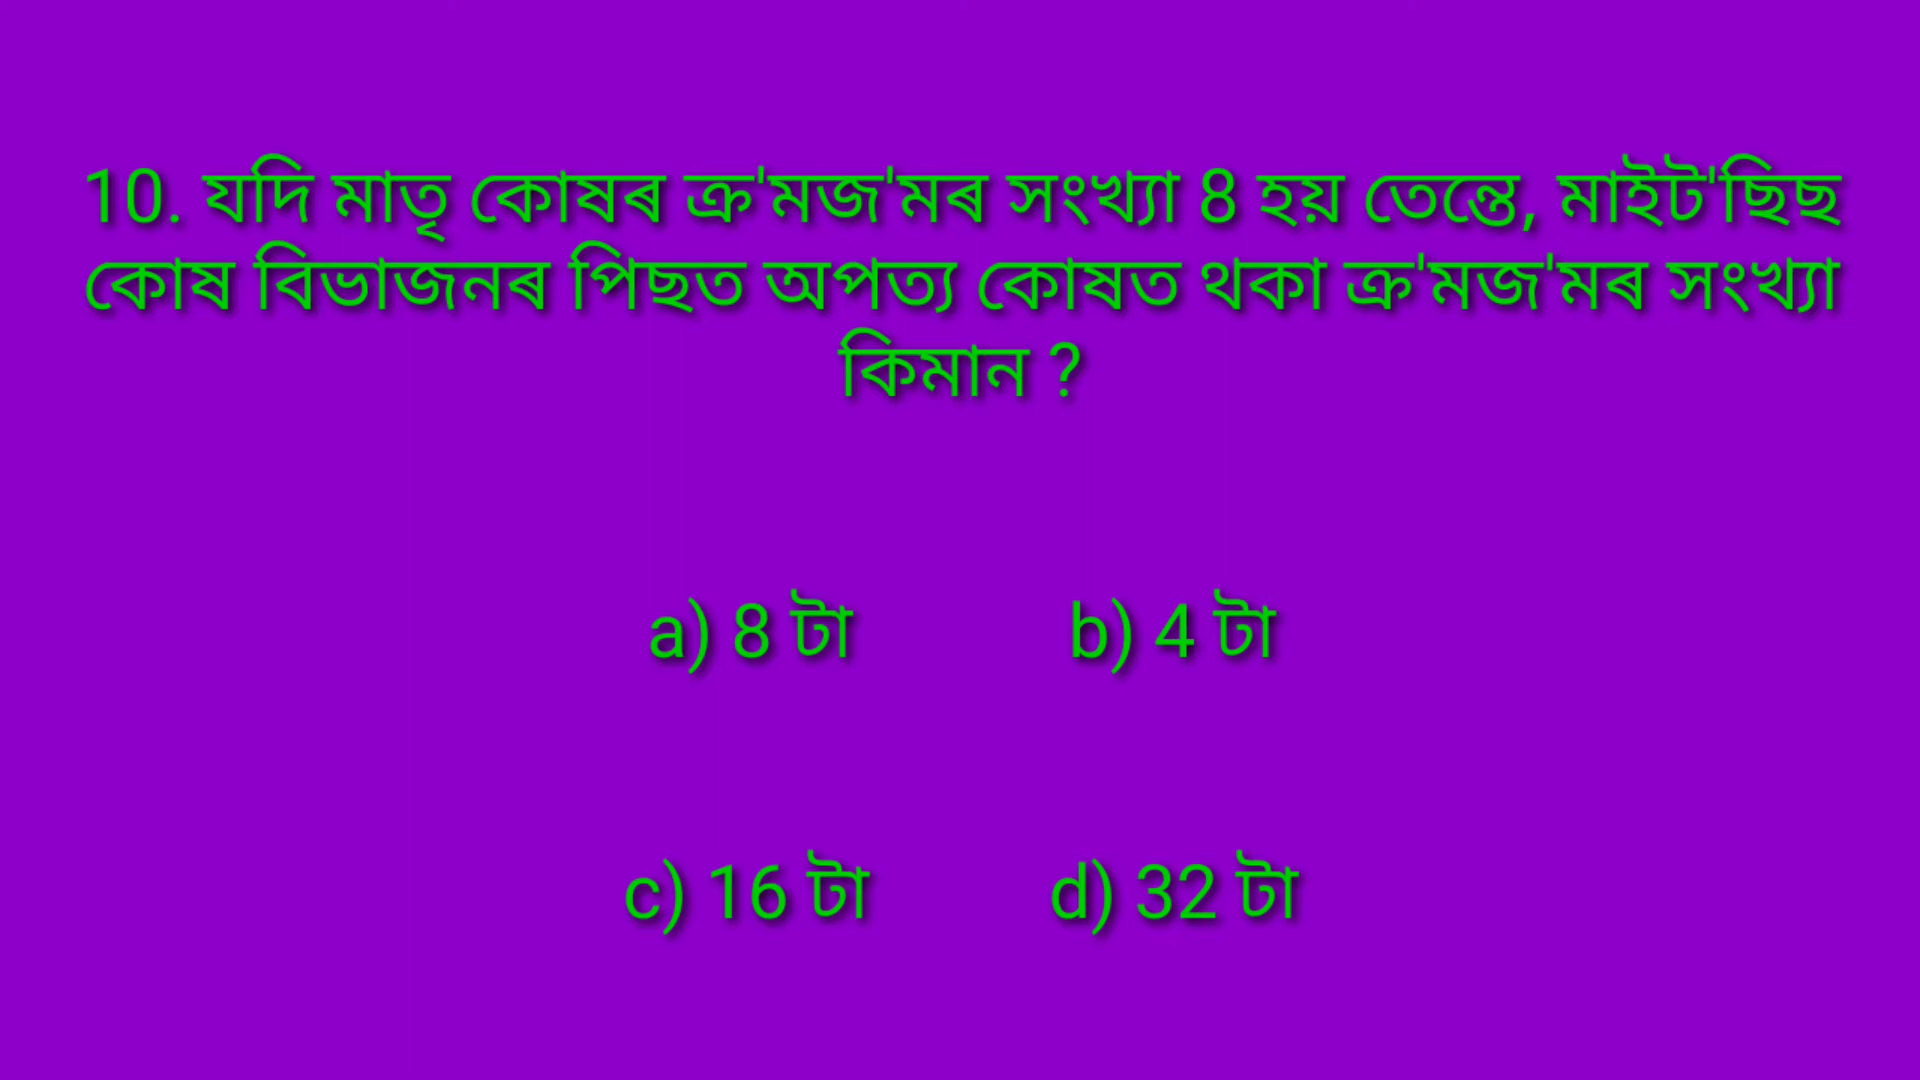 10. যদি মাতৃ কোষৰ ক্ৰ'মজ'মৰ সংখ্যা 8 হয় তেন্তে, মাইট'ছিছ
কোষ বিভাজনৰ পিছত অপত্য কোষত থকা ক্ৰ'মজ'মৰ সংখ্যা
কিমান ?
a) 8 টা b) 4 টা
c) 16 টা d) 32 টা